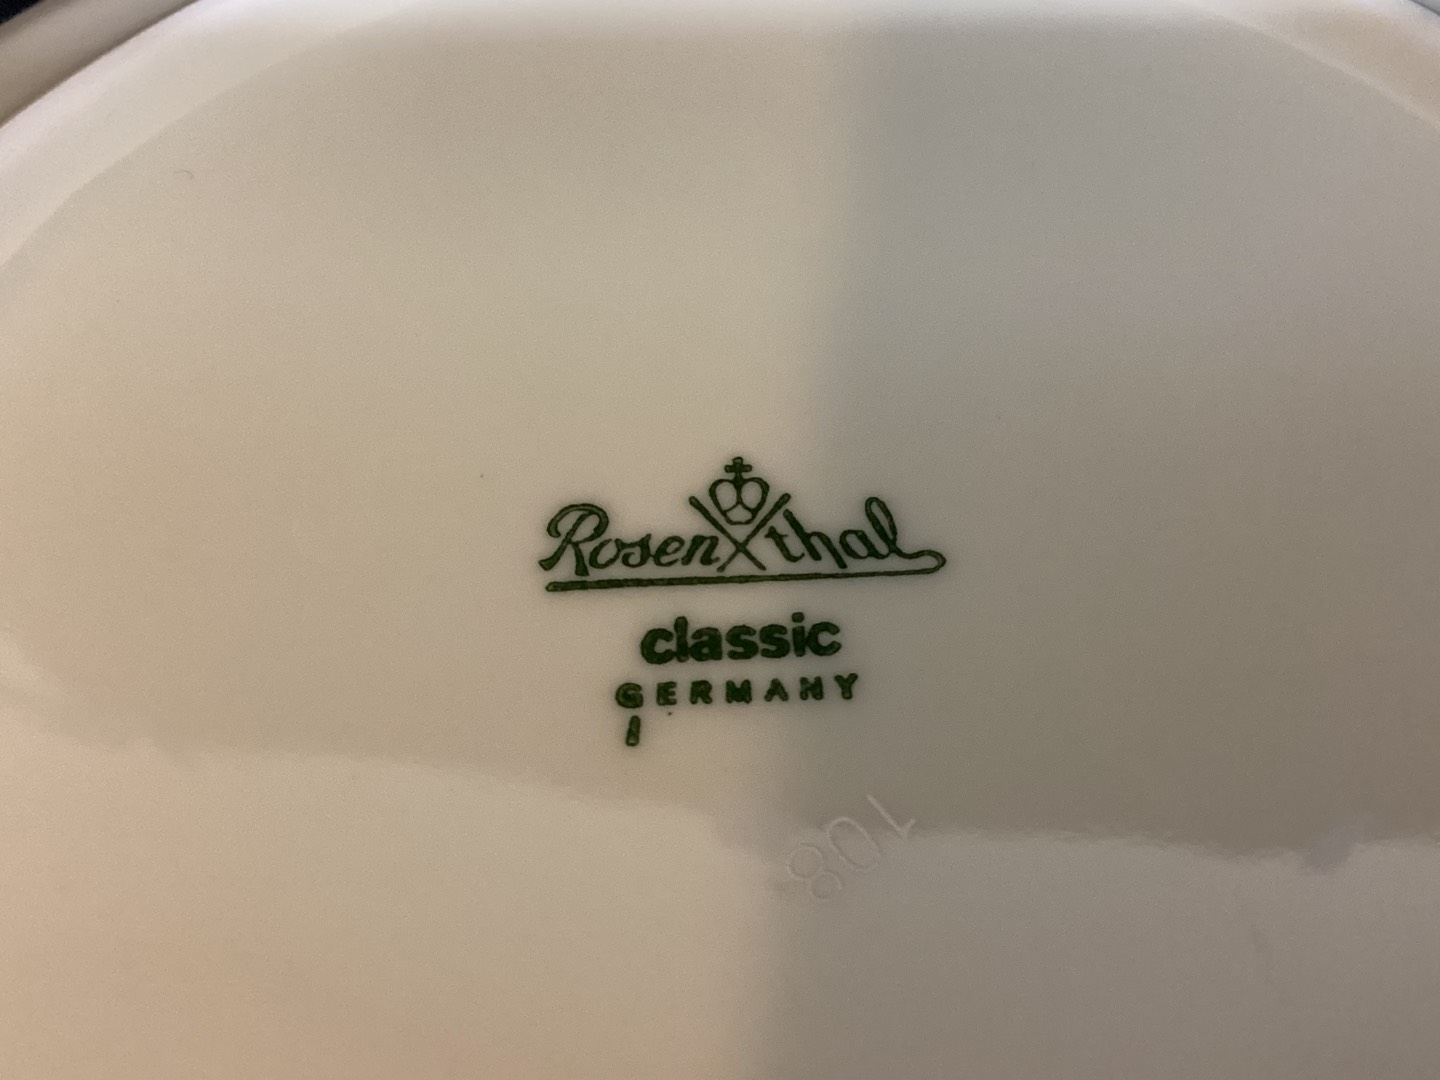 Rosenthal
classic
GERMANY
I
108